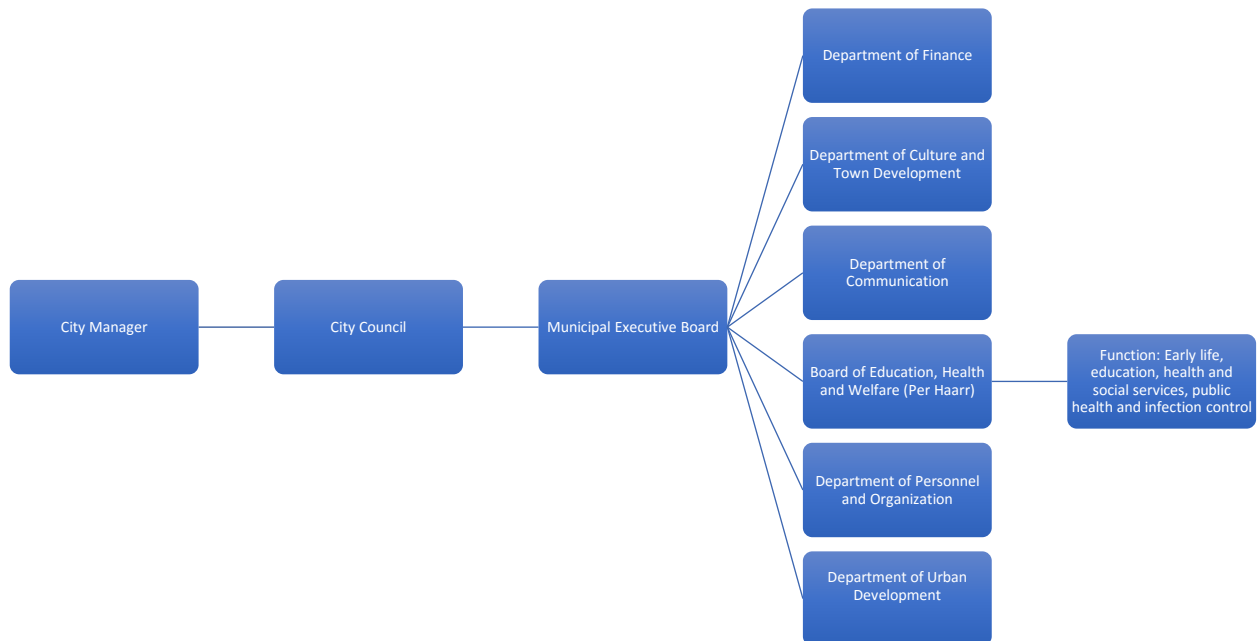 City Manager
City Council
Municipal Executive Board
Department of Finance
Department of Culture and
Town Development
Department of
Communication
Board of Education, Health
and Welfare (Per Haarr)
Function: Early life,
education, health and
social services, public
health and infection control
Department of Personnel
and Organization
Department of Urban
Development